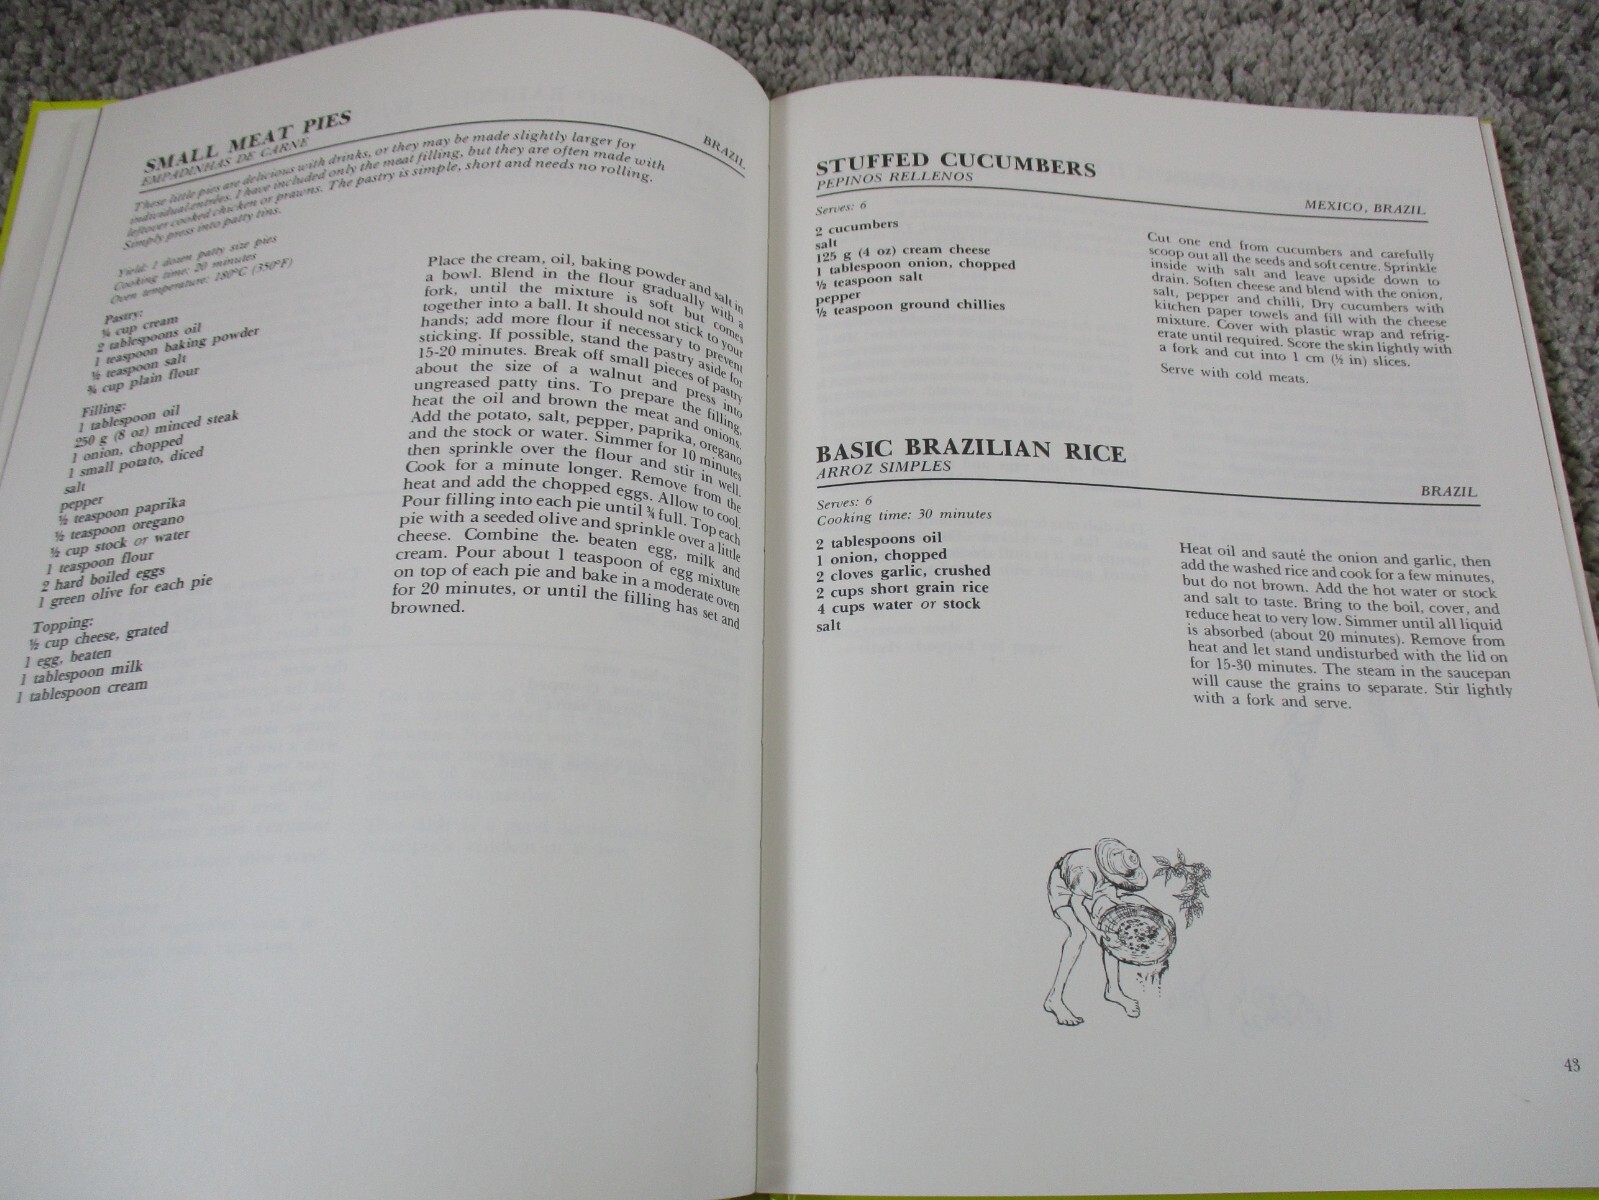 SMALL MEAT PIES
EMPADINHAS DE CARNE
BRAZIL
These little pies are delicious with drinks, or they may be made slightly larger for
individual entrées. I have included only the meat filling, but they are often made with
leftover cooked chicken or prawns. The pastry is simple, short and needs no rolling.
Simply press into patty tins.
Yield: 1 dozen patty size pies
Cooking time: 20 minutes
Oven temperature: 180°C (350°F)
Pastry:
¼ cup cream
2 tablespoons oil
1 teaspoon baking powder
½ teaspoon salt
¾ cup plain flour
Filling:
1 tablespoon oil
250 g (8 oz) minced steak
1 onion, chopped
1 small potato, diced
salt
pepper
½ teaspoon paprika
½ teaspoon oregano
½ cup stock or water
1 teaspoon flour
2 hard boiled eggs
1 green olive for each pie
Topping:
½ cup cheese, grated
1 egg, beaten
1 tablespoon milk
1 tablespoon cream
Place the cream, oil, baking powder and salt in
a bowl. Blend in the flour gradually with a
fork, until the mixture is soft but comes
together into a ball. It should not stick to your
hands; add more flour if necessary to prevent
sticking. If possible, stand the pastry aside for
15-20 minutes. Break off small pieces of pastry
about the size of a walnut and press into
ungreased patty tins. To prepare the filling,
heat the oil and brown the meat and onions.
Add the potato, salt, pepper, paprika, oregano
and the stock or water. Simmer for 10 minutes
then sprinkle over the flour and stir in well.
Cook for a minute longer. Remove from the
heat and add the chopped eggs. Allow to cool.
Pour filling into each pie until ¾ full. Top each
pie with a seeded olive and sprinkle over a little
cheese. Combine the beaten egg, milk and
cream. Pour about 1 teaspoon of egg mixture
on top of each pie and bake in a moderate oven
for 20 minutes, or until the filling has set and
browned.
STUFFED CUCUMBERS
PEPINOS RELLENOS
MEXICO, BRAZIL
Serves: 6
2 cucumbers
salt
125 g (4 oz) cream cheese
1 tablespoon onion, chopped
½ teaspoon salt
pepper
½ teaspoon ground chillies
Cut one end from cucumbers and carefully
scoop out all the seeds and soft centre. Sprinkle
inside with salt and leave upside down to
drain. Soften cheese and blend with the onion,
salt, pepper and chilli, Dry cucumbers with
kitchen paper towels and fill with the cheese
mixture. Cover with plastic wrap and refrig-
erate until required. Score the skin lightly with
a fork and cut into 1 cm (½ in) slices.
Serve with cold meats.
BASIC BRAZILIAN RICE
ARROZ SIMPLES
BRAZIL
Serves: 6
Cooking time: 30 minutes
2 tablespoons oil
1 onion, chopped
2 cloves garlic, crushed
2 cups short grain rice
4 cups water or stock
salt
Heat oil and sauté the onion and garlic, then
add the washed rice and cook for a few minutes,
but do not brown. Add the hot water or stock
and salt to taste. Bring to the boil, cover, and
reduce heat to very low. Simmer until all liquid
is absorbed (about 20 minutes). Remove from
heat and let stand undisturbed with the lid on
for 15-30 minutes. The steam in the saucepan
will cause the grains to separate. Stir lightly
with a fork and serve.
43